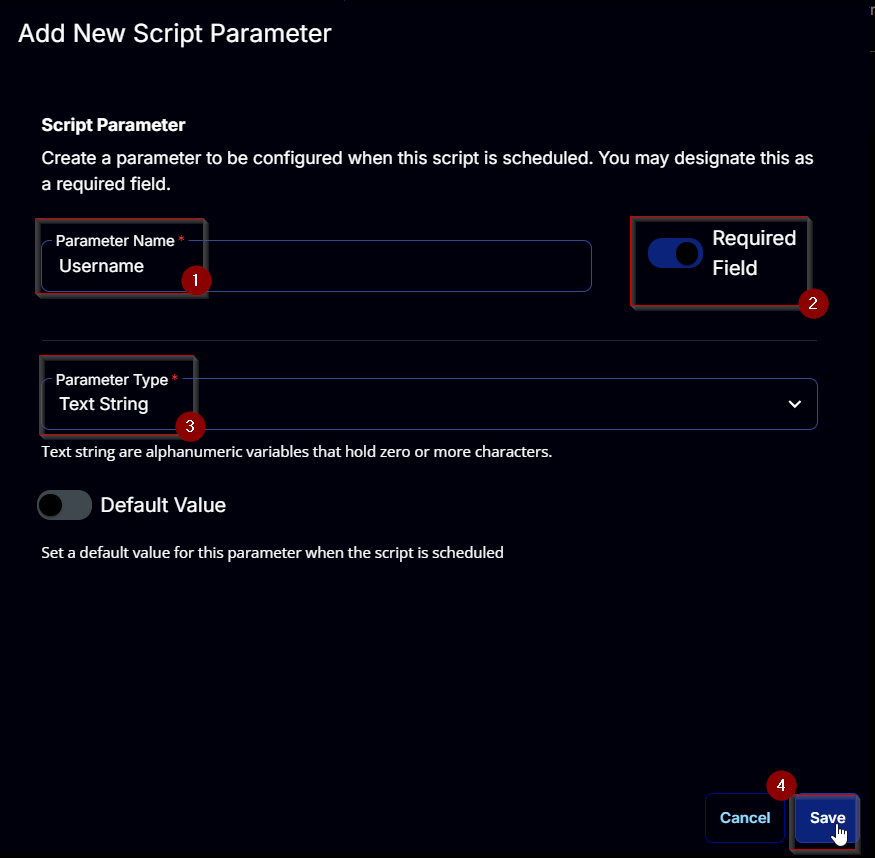 Add New Script Parameter
Script Parameter
Create a parameter to be configured when this script is scheduled. You may designate this as
a required field.
Parameter Name *
Username
1
Required
Field
2
Parameter Type *
Text String
3
Text string are alphanumeric variables that hold zero or more characters.
Default Value
Set a default value for this parameter when the script is scheduled
4
Cancel
Save